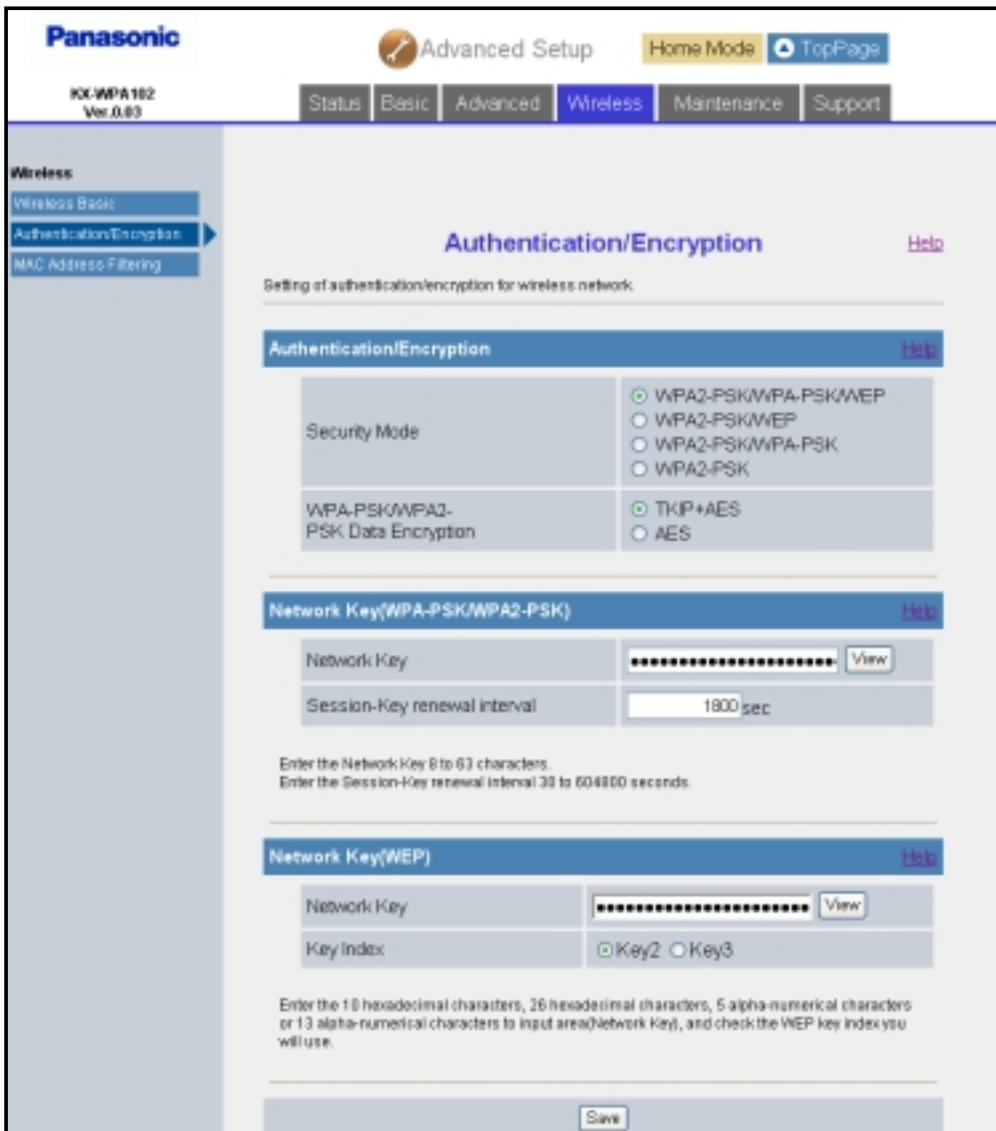 Panasonic
Advanced Setup
Home Mode
TopPage
KX-WPA102
Ver.0.03
Status
Basic
Advanced
Wireless
Maintenance
Support
Wireless
Wireless Basic
Authentication/Encryption
MAC Address Filtering
Authentication/Encryption
Help
Setting of authentication/encryption for wireless network.
Authentication/Encryption
Help
Security Mode
WPA2-PSK/WPA-PSK/WEP
WPA2-PSK/WEP
WPA2-PSK/WPA-PSK
WPA2-PSK
WPA-PSK/WPA2-
PSK Data Encryption
TKIP+AES
AES
Network Key(WPA-PSK/WPA2-PSK)
Help
Network Key
View
Session-Key renewal interval
1800 sec
Enter the Network Key 8 to 63 characters.
Enter the Session-Key renewal interval 30 to 604800 seconds.
Network Key(WEP)
Help
Network Key
View
Key Index
Key2
Key3
Enter the 10 hexadecimal characters, 26 hexadecimal characters, 5 alpha-numerical characters
or 13 alpha-numerical characters to input area(Network Key), and check the WEP key index you
will use.
Save